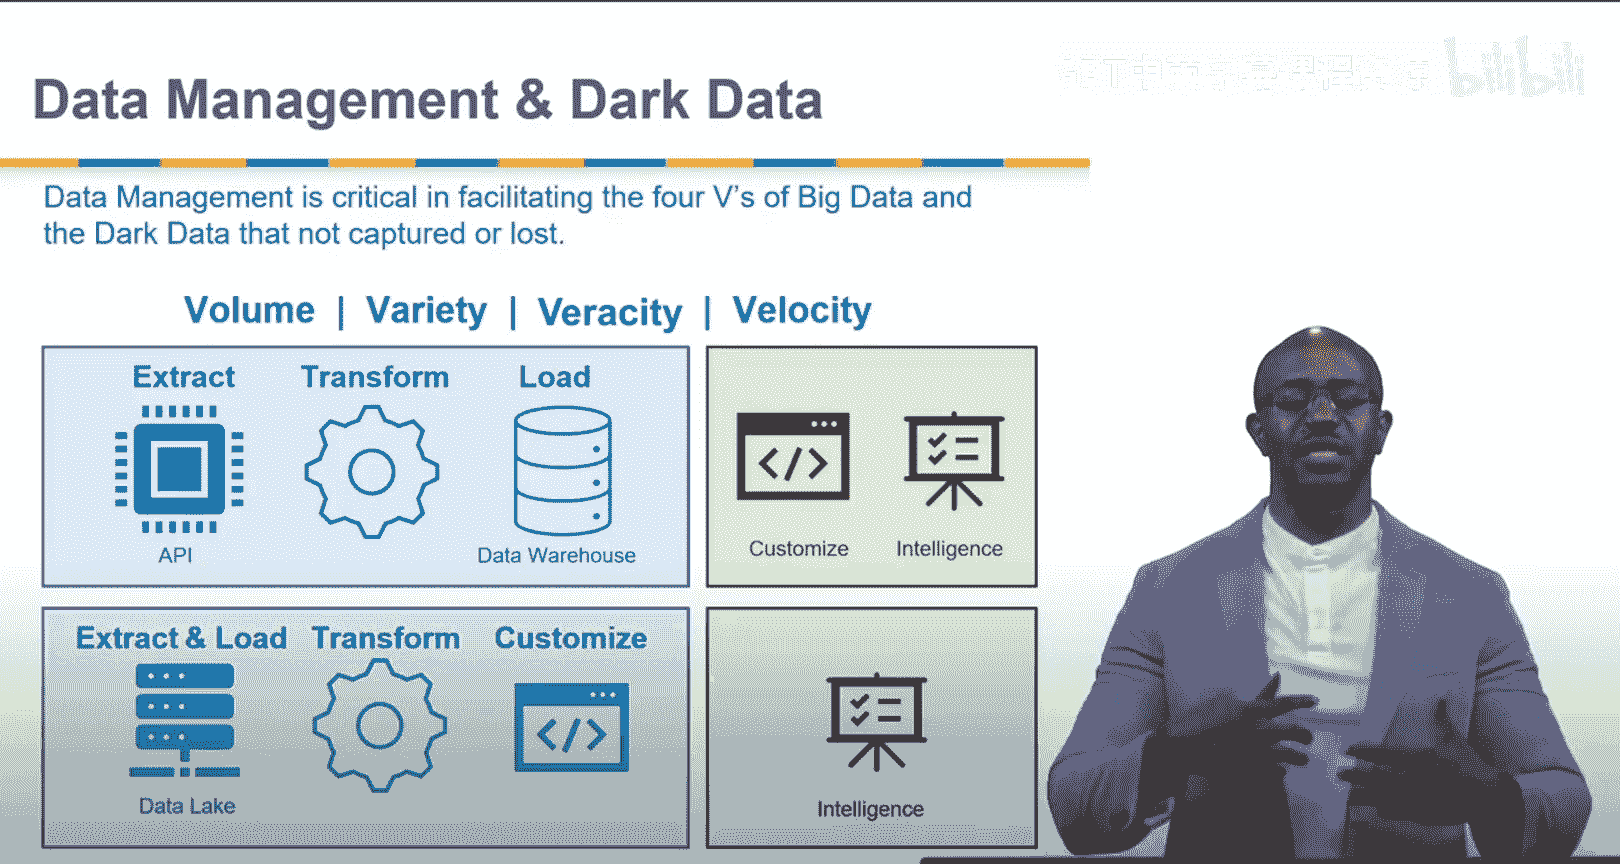 Data Management & Dark Data
Data Management is critical in facilitating the four V's of Big Data and
the Dark Data that not captured or lost.
Volume | Variety | Veracity | Velocity
Extract Transform Load
API
Data Warehouse
Customize
Intelligence
Extract & Load Transform Customize
Data Lake
Intelligence
bilibili